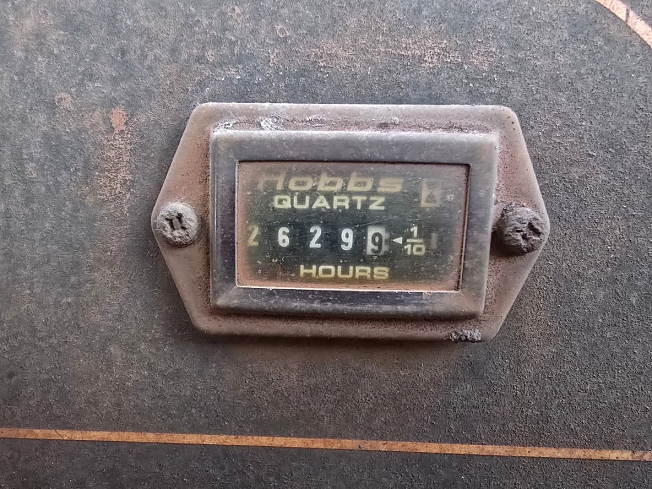 Hobbs
QUARTZ
2 6 2 9 9 ◄ 1/10
HOURS